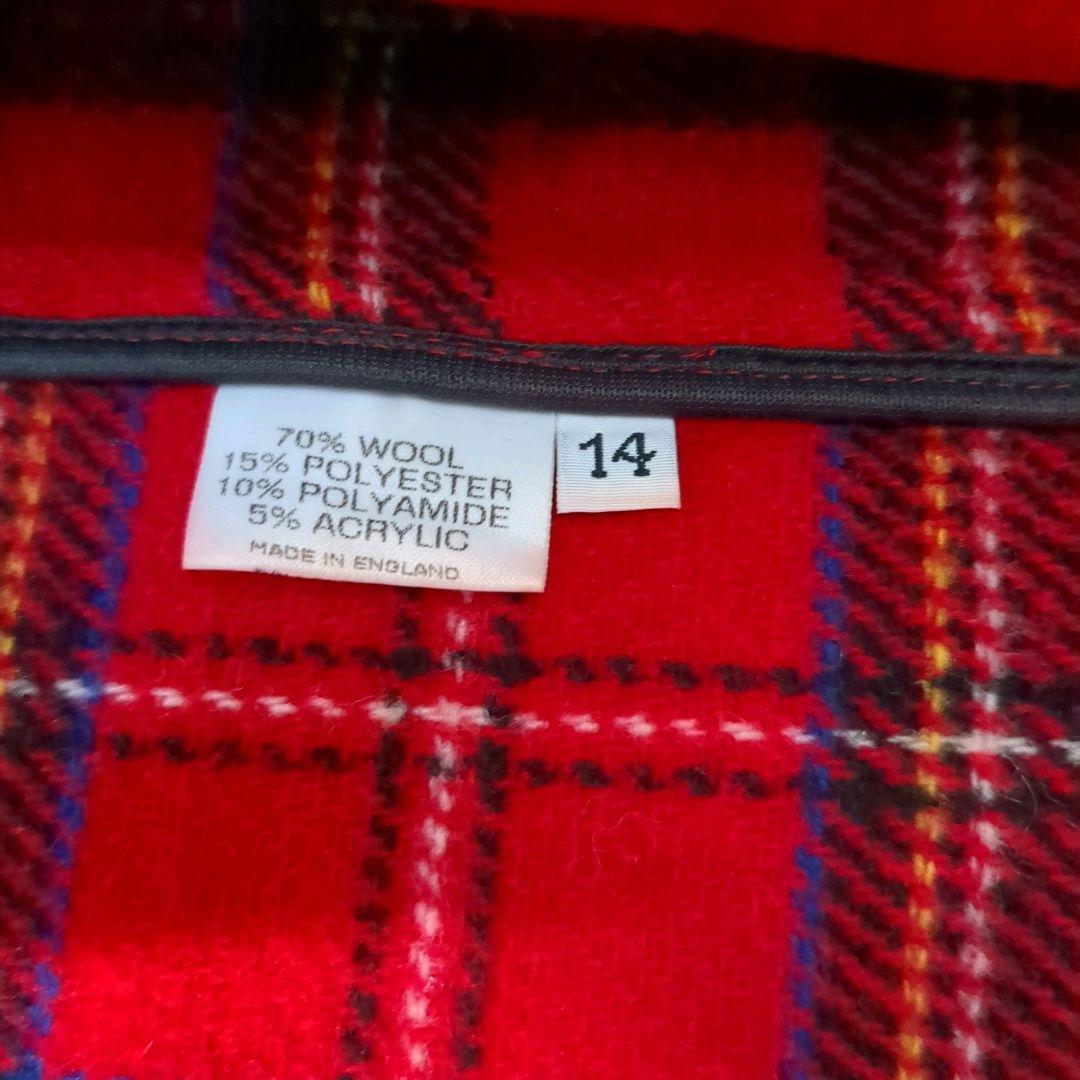 70% WOOL
15% POLYESTER
10% POLYAMIDE
5% ACRYLIC
MADE IN ENGLAND
14